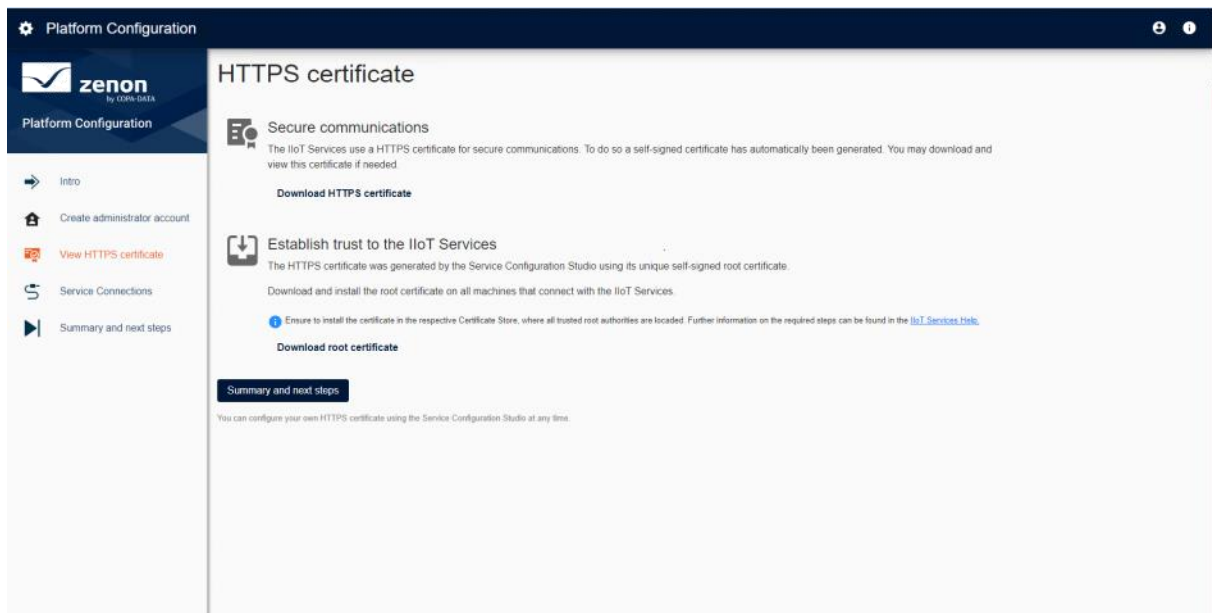 Platform Configuration
zenon
by COPA-DATA
Platform Configuration
Intro
Create administrator account
View HTTPS certificate
Service Connections
Summary and next steps
HTTPS certificate
Secure communications
The IIoT Services use a HTTPS certificate for secure communications. To do so a self-signed certificate has automatically been generated. You may download and
view this certificate if needed.
Download HTTPS certificate
Establish trust to the IIoT Services
The HTTPS certificate was generated by the Service Configuration Studio using its unique self-signed root certificate.
Download and install the root certificate on all machines that connect with the IIoT Services.
Ensure to install the certificate in the respective Certificate Store, where all trusted root authorities are locaded. Further information on the required steps can be found in the IIoT Services Help.
Download root certificate
Summary and next steps
You can configure your own HTTPS certificate using the Service Configuration Studio at any time.